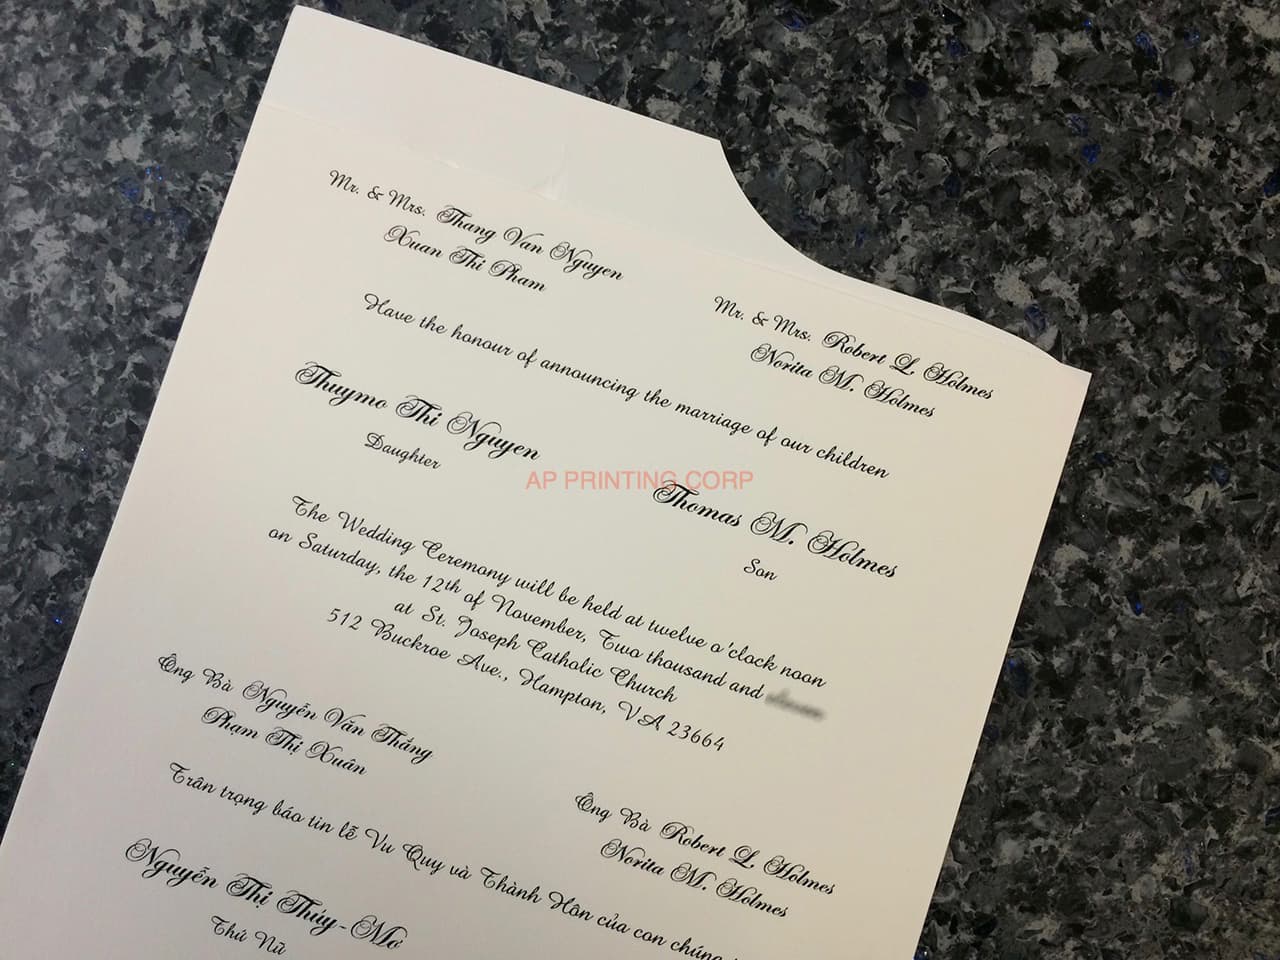 Mr. & Mrs. Thang Van Nguyen
Xuan Thi Pham
Mr. & Mrs. Robert L. Holmes
Norita M. Holmes
Have the honour of announcing the marriage of our children
Thuymo Thi Nguyen
Daughter
AP PRINTING CORP
Thomas M. Holmes
Son
The Wedding Ceremony will be held at twelve o'clock noon
on Saturday, the 12th of November, Two thousand and
at St. Joseph Catholic Church
512 Buckroe Ave., Hampton, VA 23664
Ông Bà Nguyễn Văn Thắng
Phạm Thị Xuân
Ông Bà Robert L. Holmes
Norita M. Holmes
Trân trọng báo tin lễ Vu Quy và Thành Hôn của con chúng
Nguyễn Thị Thùy-Mơ
Thứ Nữ